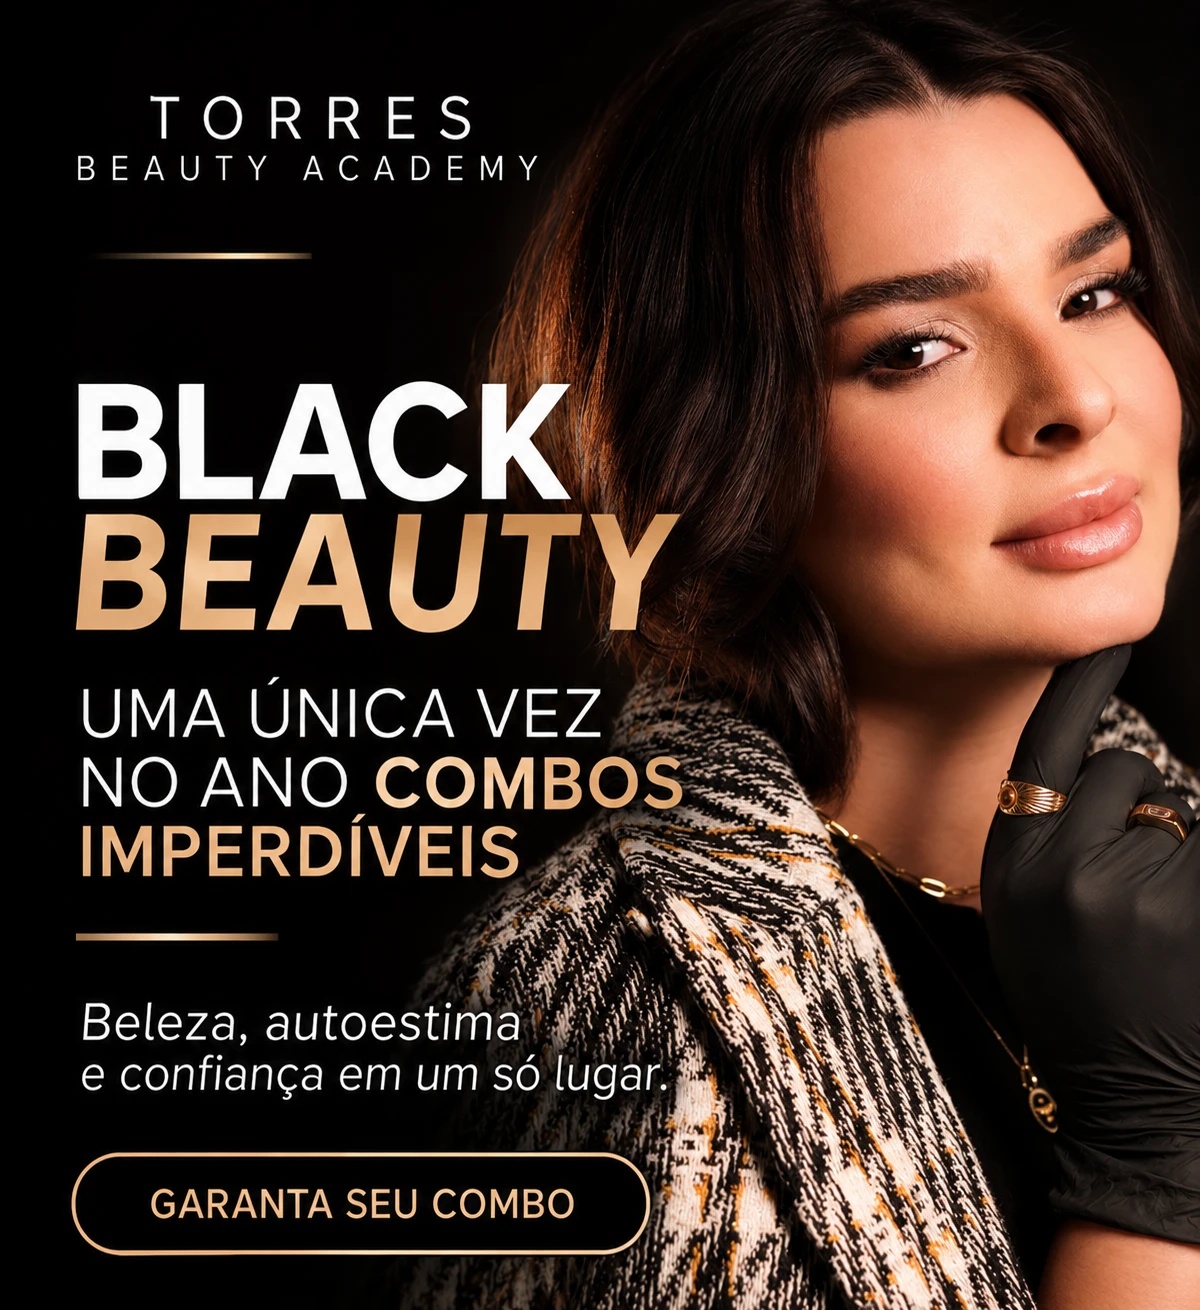 TORRES
BEAUTY ACADEMY
BLACK
BEAUTY
UMA ÚNICA VEZ
NO ANO COMBOS
IMPERDÍVEIS
Beleza, autoestima
e confiança em um só lugar.
GARANTA SEU COMBO